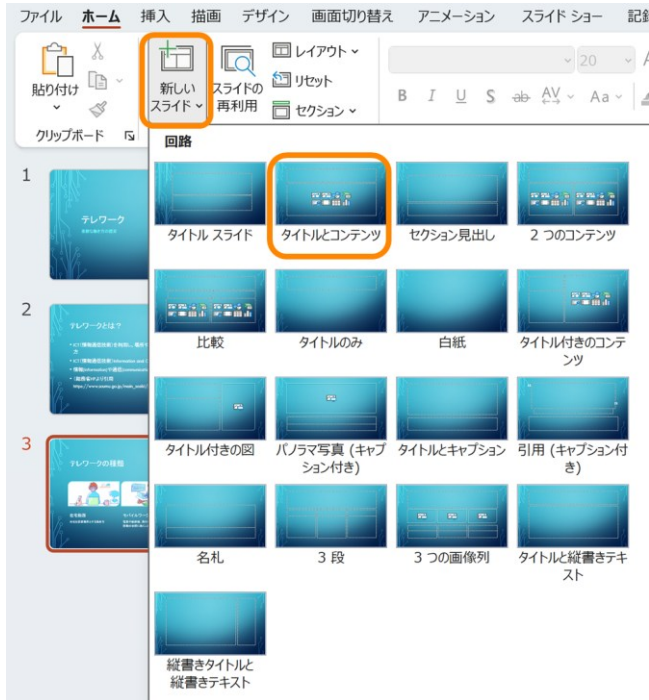 ファイル ホーム 挿入 描画 デザイン 画面切り替え アニメーション スライド ショー 記録
貼り付け
新しい
スライド
スライドの
再利用
レイアウト
リセット
セクション
20
B I U S ab AV Aa
クリップボード
回路
タイトル スライド タイトルとコンテンツ セクション見出し 2 つのコンテンツ
比較 タイトルのみ 白紙 タイトル付きのコンテ
ンツ
タイトル付きの図 パノラマ写真 (キャプ タイトルとキャプション 引用 (キャプション付
ション付き) き)
名札 3 段 3 つの画像列 タイトルと縦書きテキ
スト
縦書きタイトルと
縦書きテキスト
1
テレワーク
2
テレワークとは?
3
テレワークの種類
在宅勤務